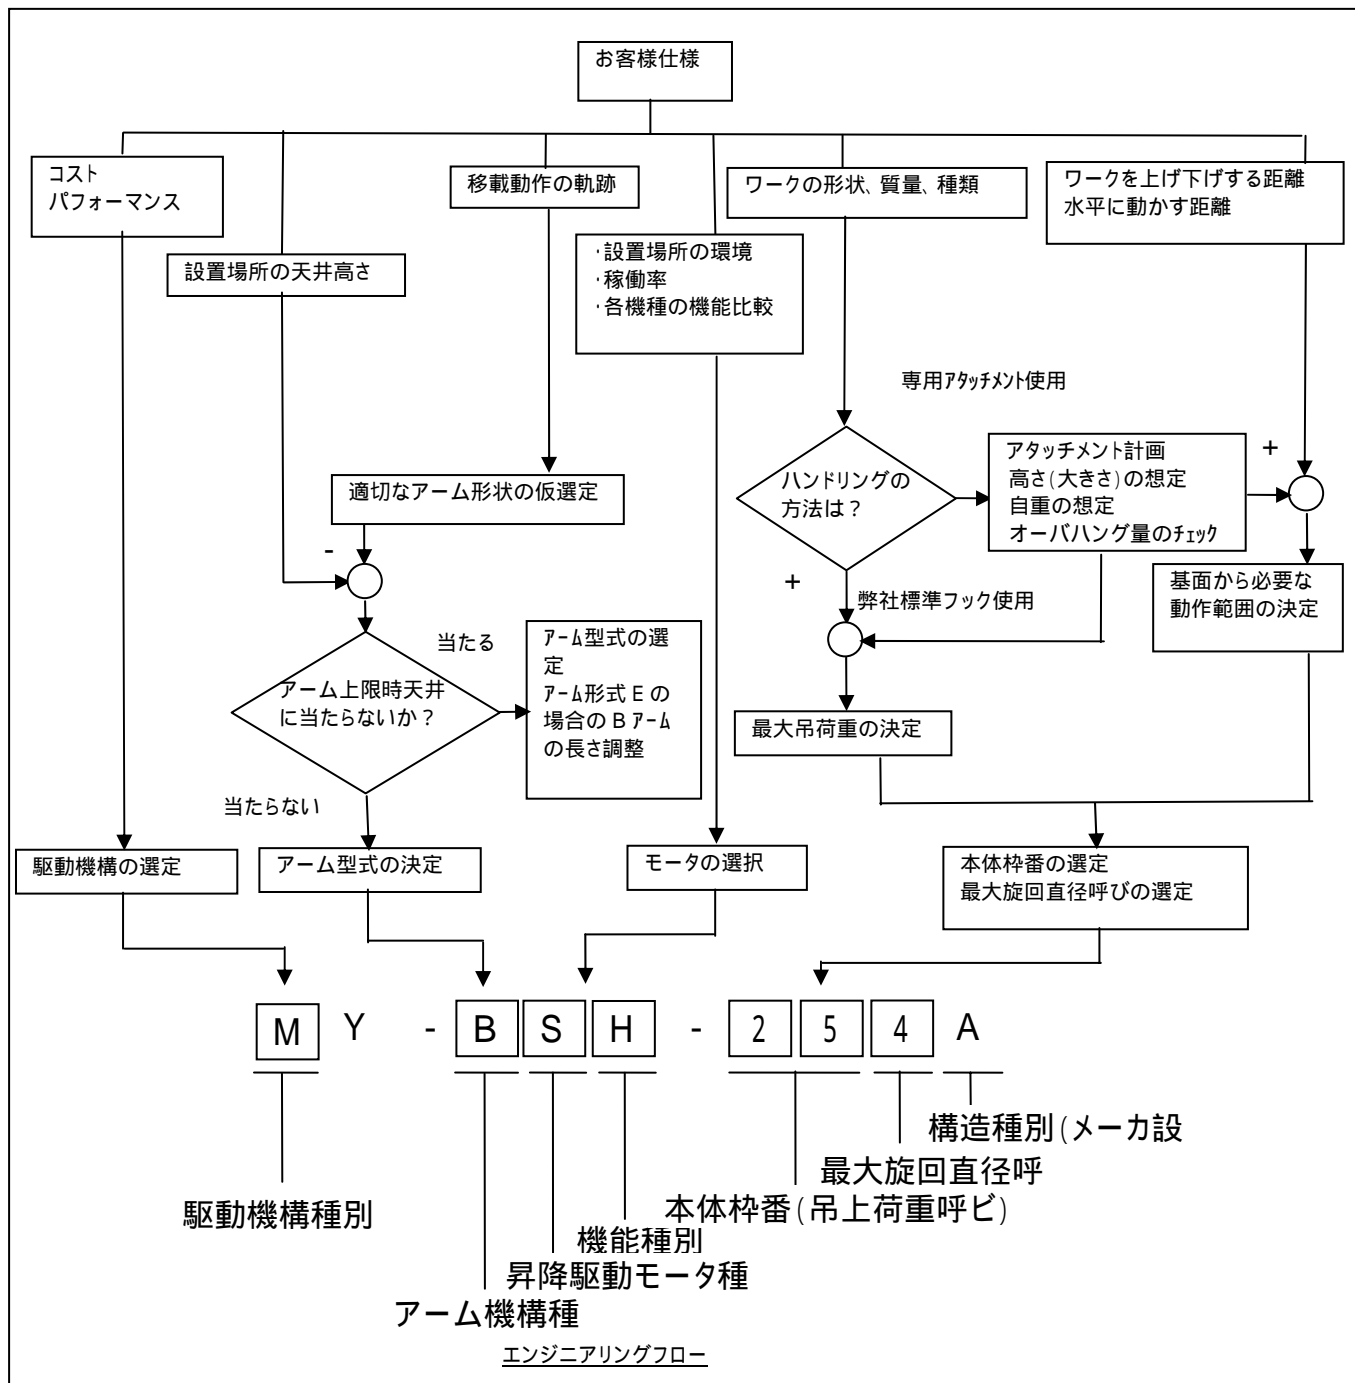 お客様仕様
コスト
パフォーマンス
移載動作の軌跡
ワークの形状、質量、種類
ワークを上げ下げする距離
水平に動かす距離
設置場所の天井高さ
・設置場所の環境
・稼働率
・各機種の機能比較
専用ｱﾀｯﾁﾒﾝﾄ使用
適切なアーム形状の仮選定
ハンドリングの
方法は？
アタッチメント計画
高さ(大きさ)の想定
自重の想定
オーバハング量のﾁｪｯｸ
+
-
+
弊社標準フック使用
基面から必要な
動作範囲の決定
当たる
ｱｰﾑ型式の選
定
ｱｰﾑ形式Ｅの
場合のＢｱｰﾑ
の長さ調整
アーム上限時天井
に当たらないか？
最大吊荷重の決定
当たらない
駆動機構の選定
アーム型式の決定
モータの選択
本体枠番の選定
最大旋回直径呼びの選定
M Y - B S H - 2 5 4 A
構造種別(メーカ設
最大旋回直径呼
駆動機構種別
本体枠番(吊上荷重呼ビ)
機能種別
昇降駆動モータ種
アーム機構種
エンジニアリングフロー